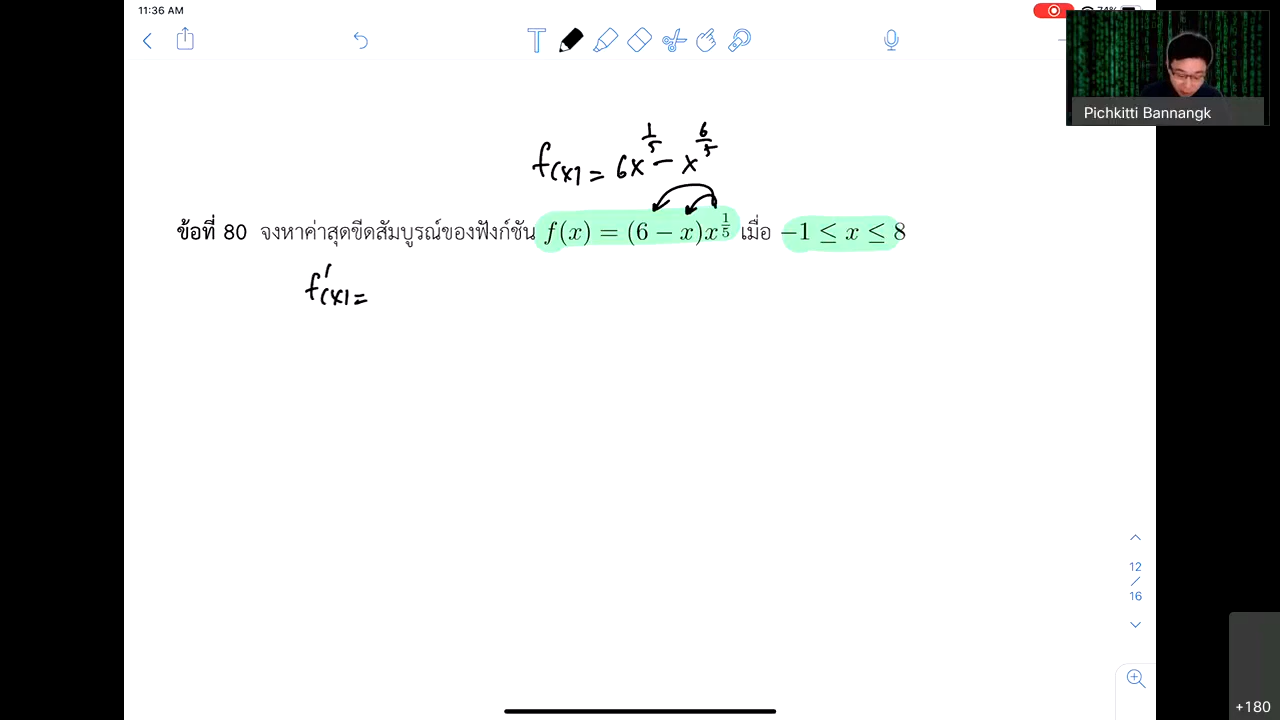 11:36 AM
74%
Pichkitti Bannangk
f(x) = 6x^{1/5} - x^{6/5}
ข้อที่ 80 จงหาค่าสุดขีดสัมบูรณ์ของฟังก์ชัน f(x) = (6 − x)x^{1/5} เมื่อ −1 ≤ x ≤ 8
f'(x) =
12
/
16
+180